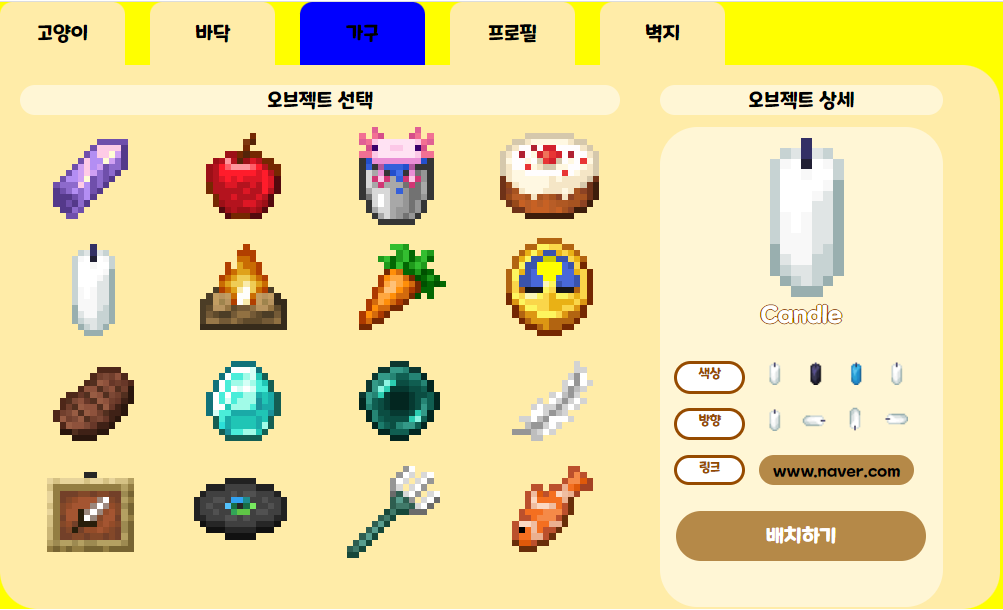 고양이
바닥
가구
프로필
벽지
오브젝트 선택
오브젝트 상세
Candle
색상
방향
링크
www.naver.com
배치하기